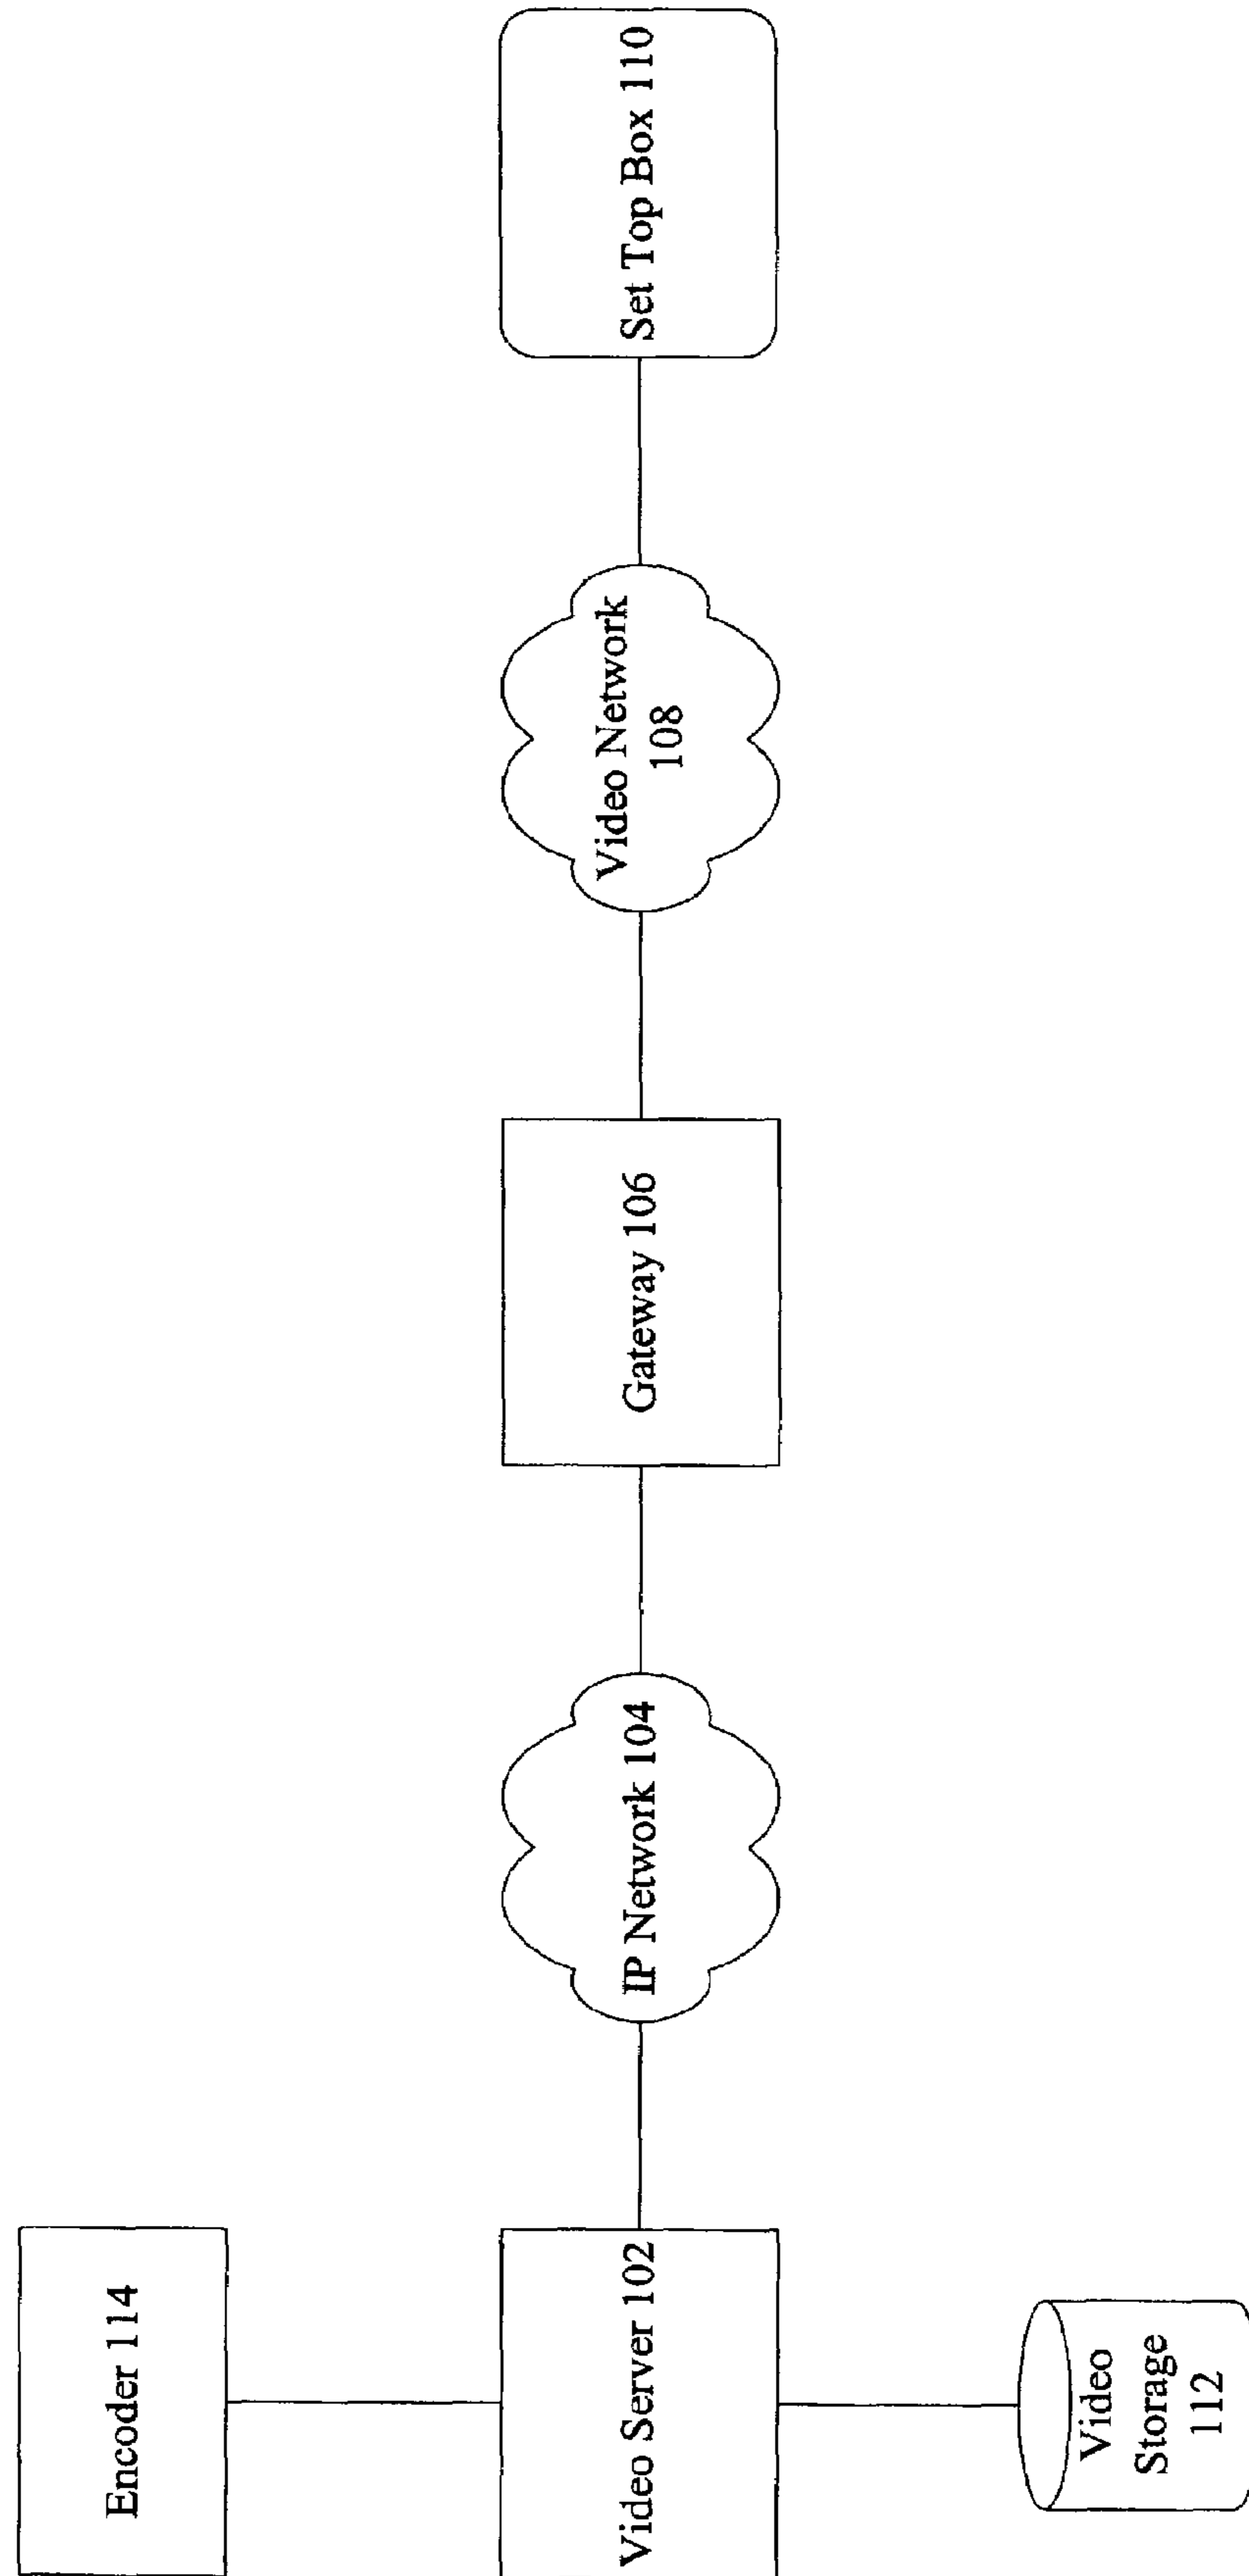 Encoder 114
Video Server 102
IP Network 104
Gateway 106
Video Network
108
Set Top Box 110
Video
Storage
112